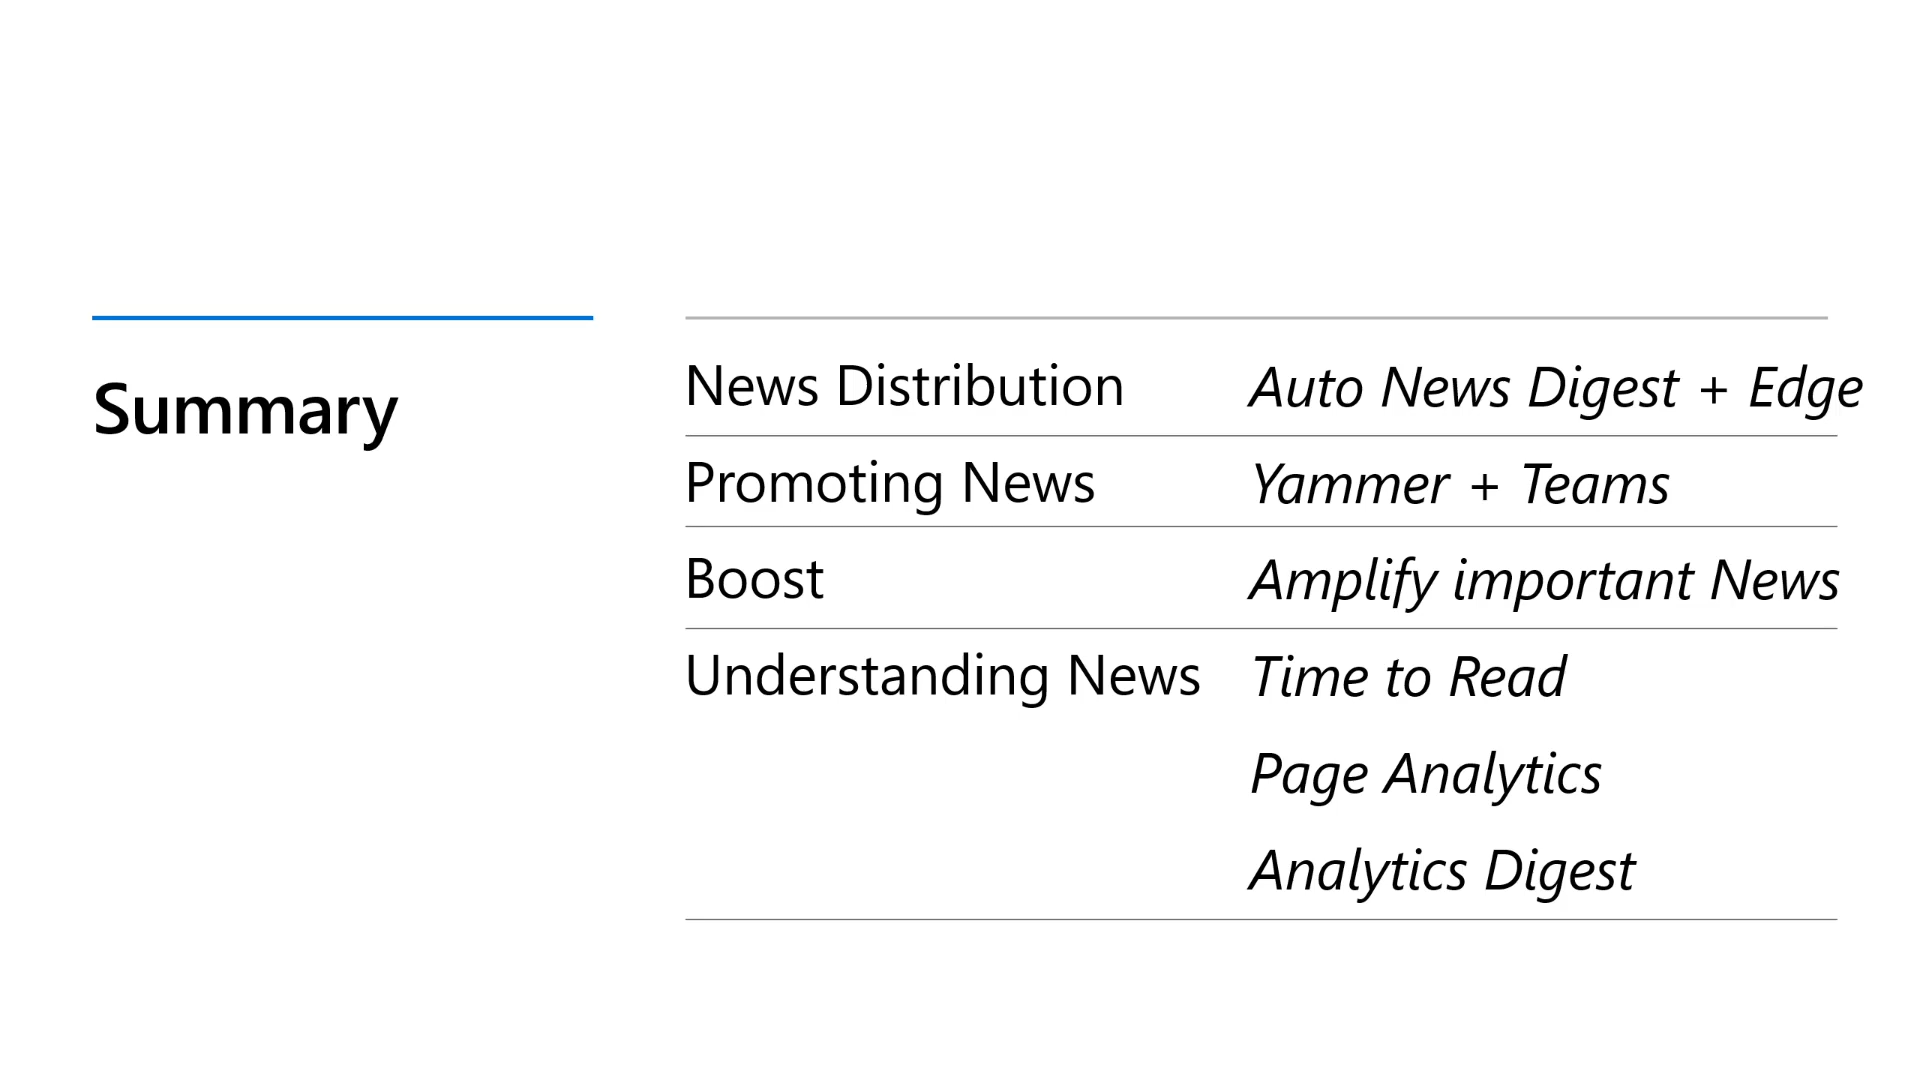 Summary
News Distribution Auto News Digest + Edge
Promoting News Yammer + Teams
Boost Amplify important News
Understanding News Time to Read
Page Analytics
Analytics Digest